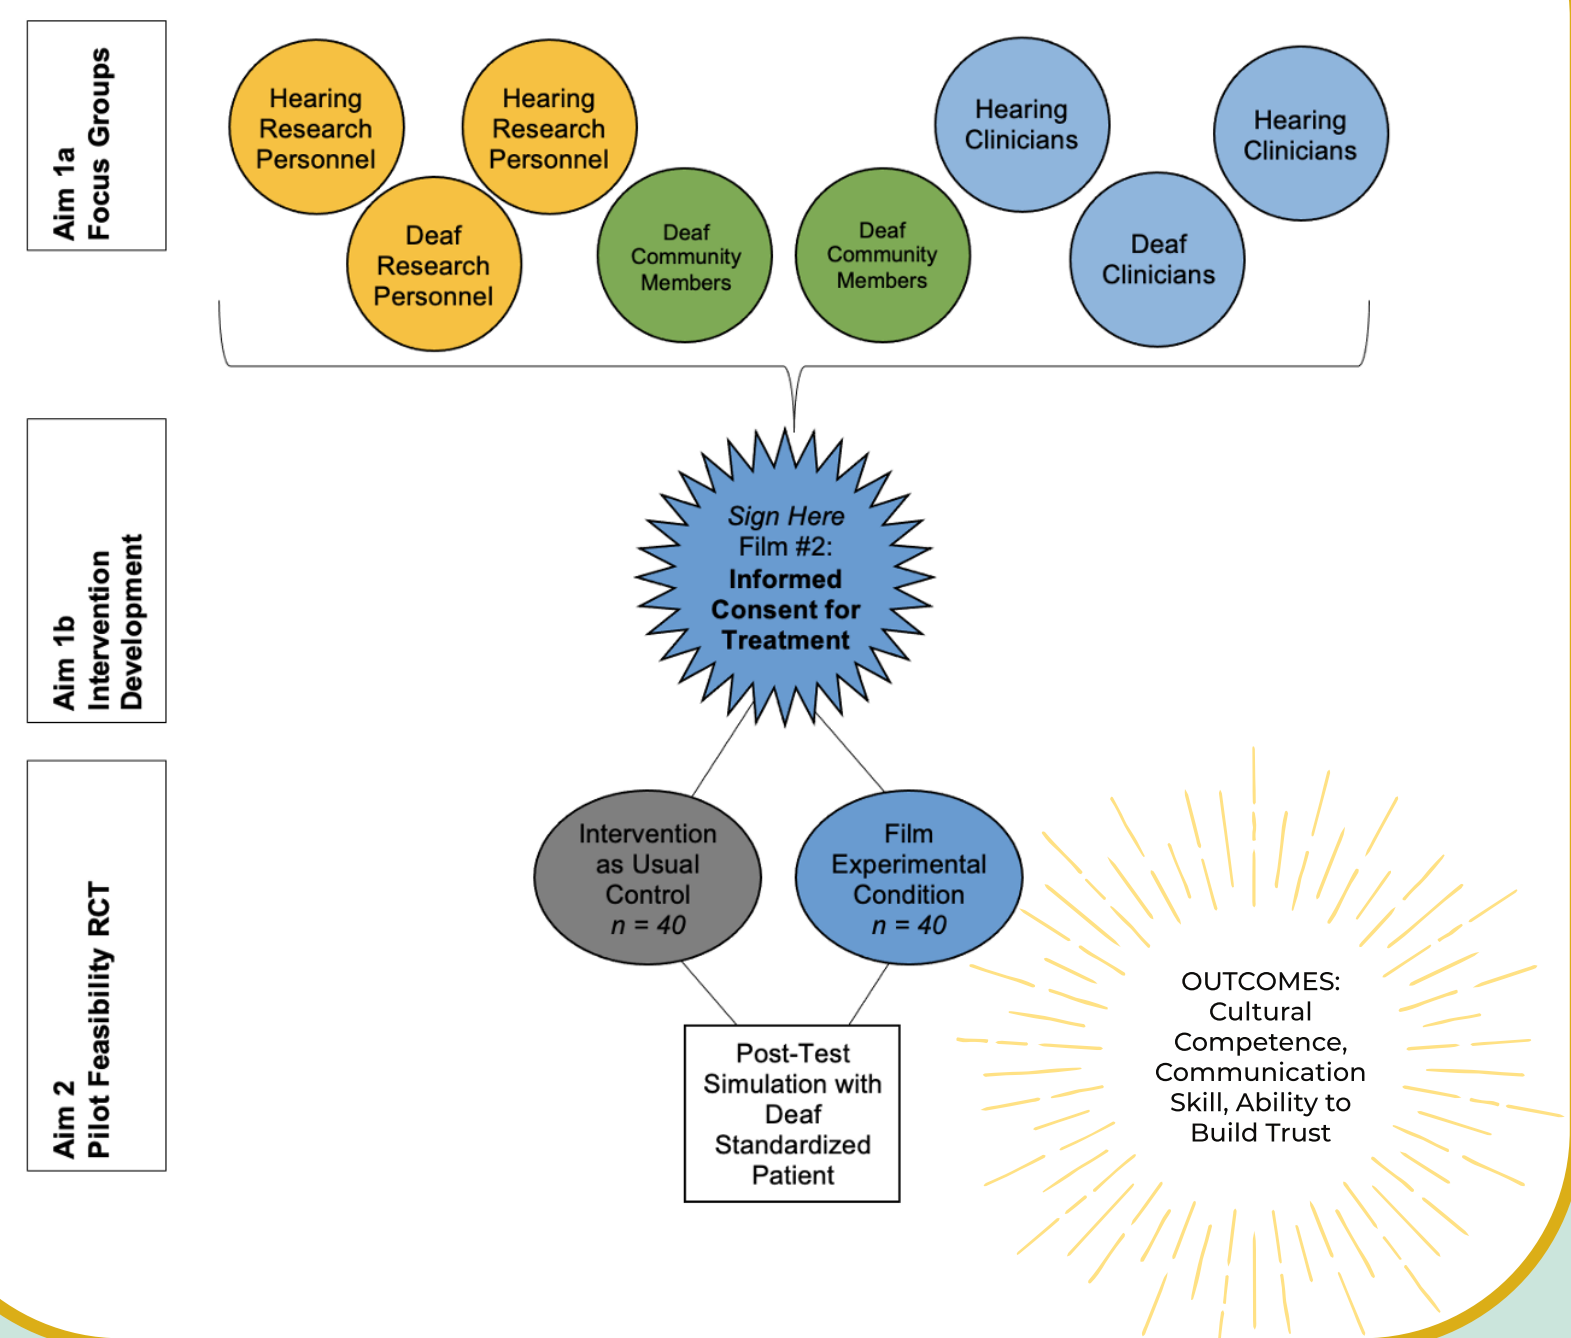 Aim 1a
Focus Groups
Hearing
Research
Personnel
Hearing
Research
Personnel
Hearing
Clinicians
Hearing
Clinicians
Deaf
Research
Personnel
Deaf
Community
Members
Deaf
Community
Members
Deaf
Clinicians
Aim 1b
Intervention
Development
Sign Here
Film #2:
Informed
Consent for
Treatment
Aim 2
Pilot Feasibility RCT
Intervention
as Usual
Control
n = 40
Film
Experimental
Condition
n = 40
Post-Test
Simulation with
Deaf
Standardized
Patient
OUTCOMES:
Cultural
Competence,
Communication
Skill, Ability to
Build Trust